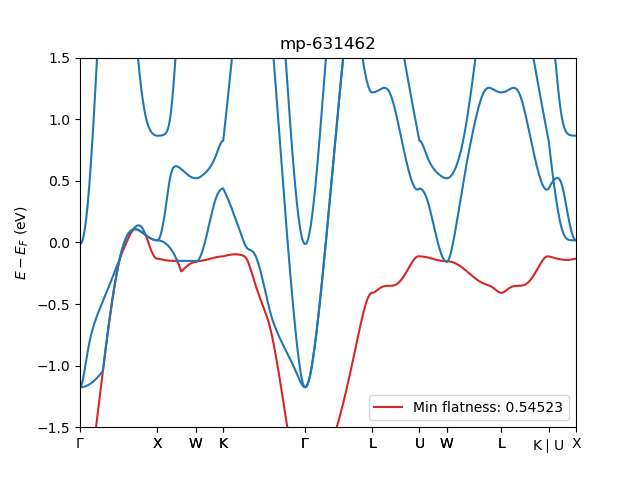 mp-631462
1.5
1.0
0.5
0.0
−0.5
−1.0
−1.5
E − E_F (eV)
Min flatness: 0.54523
Γ X W K Γ L U W L K | U X